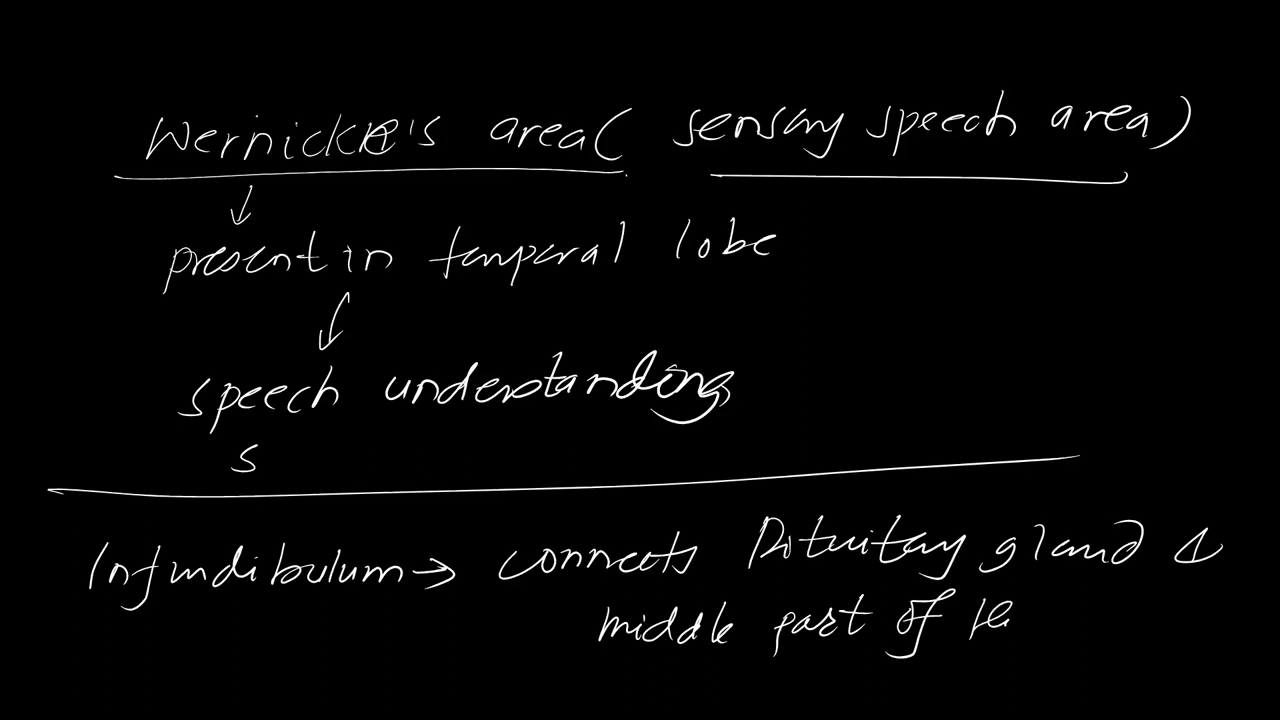 Wernicke's area( sensory speech area)
↓
present in temporal lobe
↓
speech understanding
s
Infundibulum → connects Pituitary gland &
middle part of